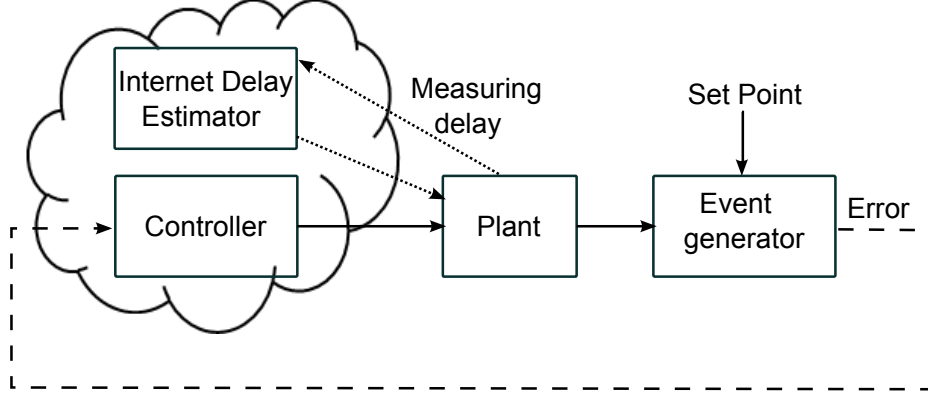 Internet Delay
Estimator
Measuring
delay
Set Point
Controller
Plant
Event
generator
Error